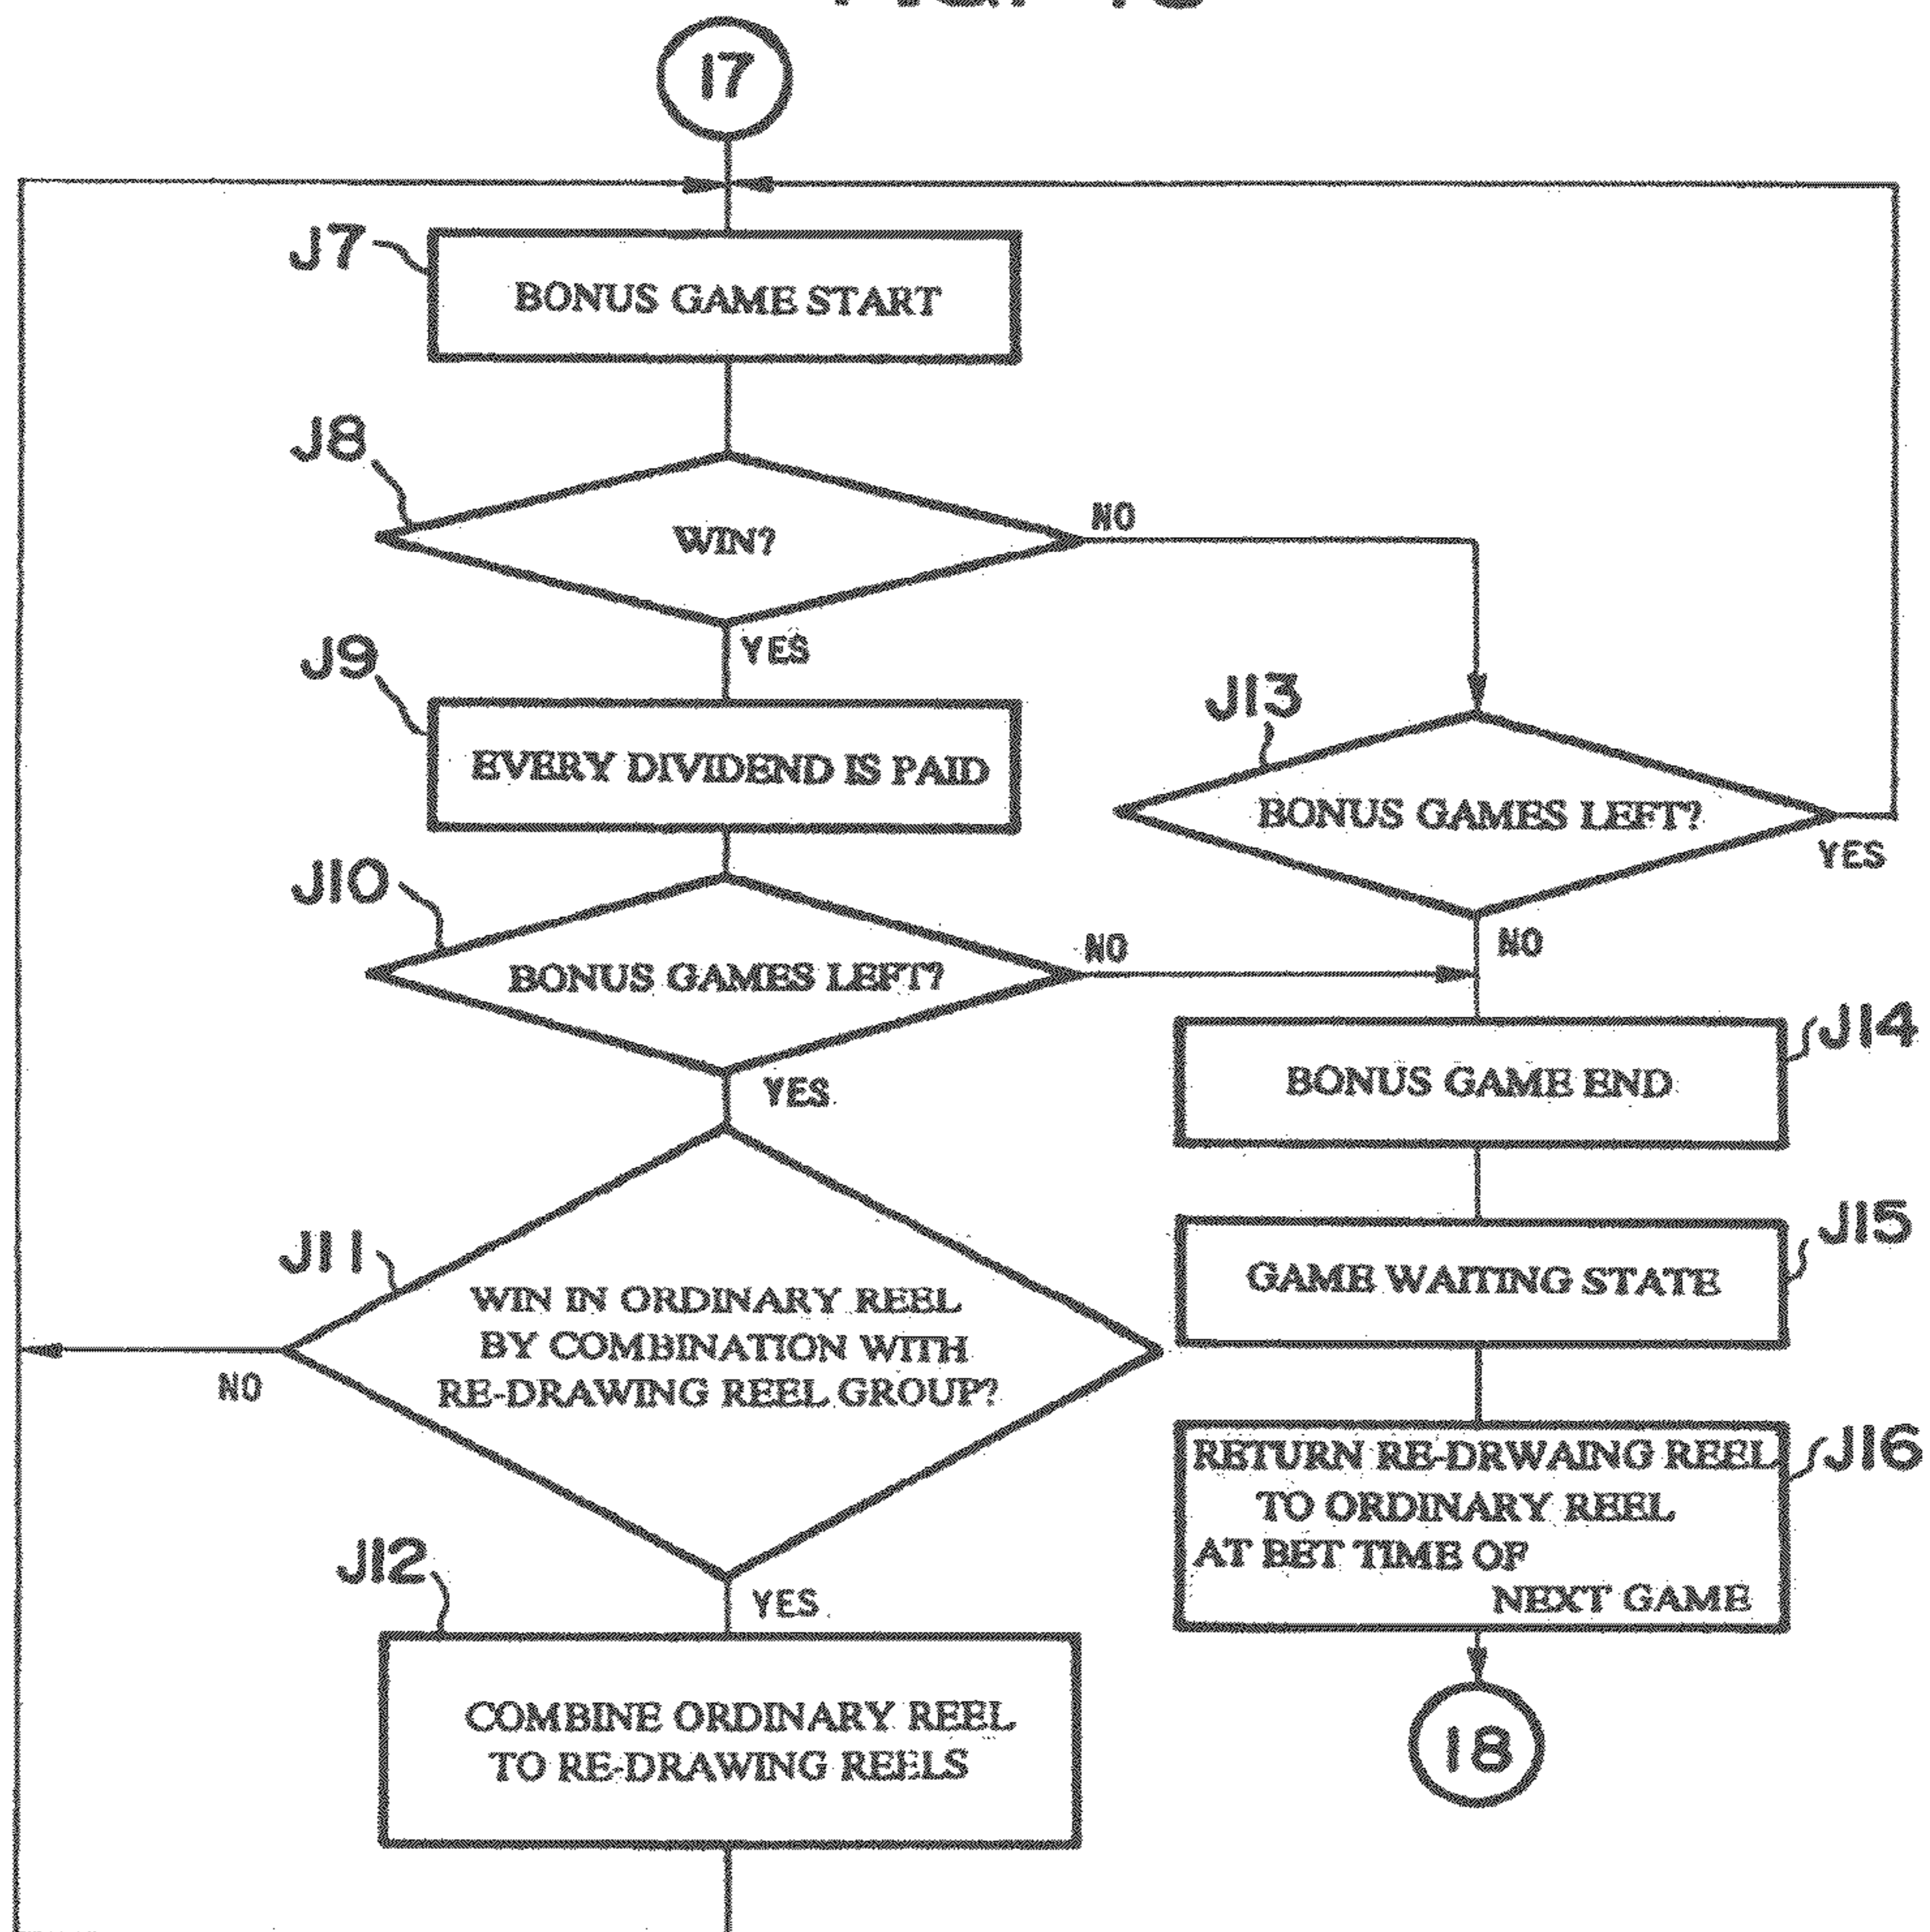 17
J7
BONUS GAME START
J8
WIN?
NO
YES
J9
EVERY DIVIDEND IS PAID
J13
BONUS GAMES LEFT?
YES
NO
J10
BONUS GAMES LEFT?
NO
YES
J14
BONUS GAME END
J11
WIN IN ORDINARY REEL
BY COMBINATION WITH
RE-DRAWING REEL GROUP?
NO
YES
J15
GAME WAITING STATE
J16
RETURN RE-DRWAING REEL
TO ORDINARY REEL
AT BET TIME OF
NEXT GAME
J12
COMBINE ORDINARY REEL
TO RE-DRAWING REELS
18